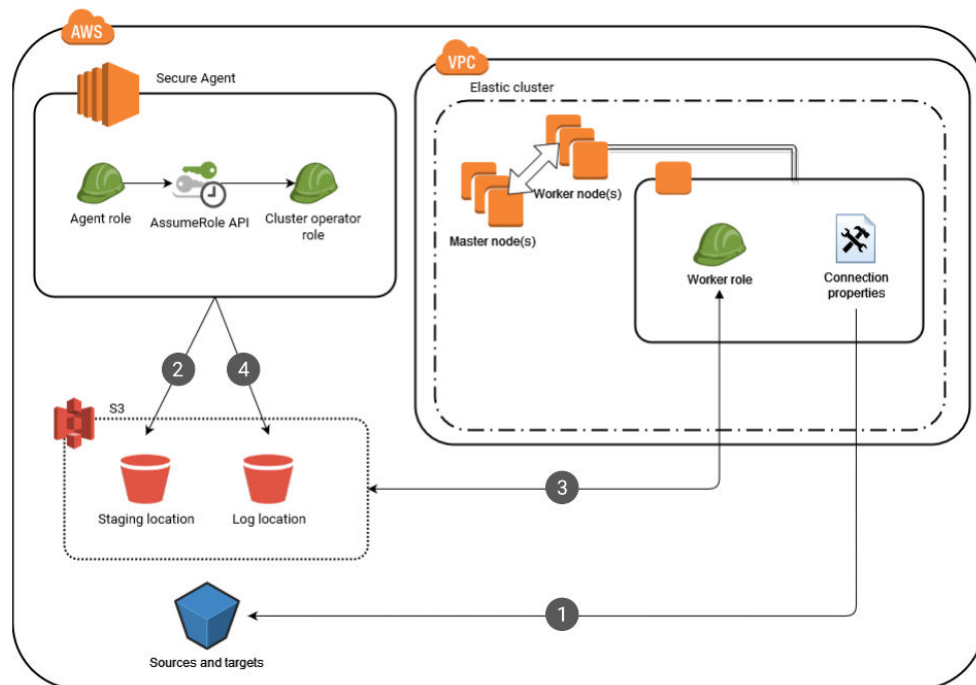 AWS
Secure Agent
VPC
Elastic cluster
Agent role
AssumeRole API
Cluster operator
role
Worker node(s)
Master node(s)
Worker role
Connection
properties
2
4
S3
Staging location
Log location
3
1
Sources and targets